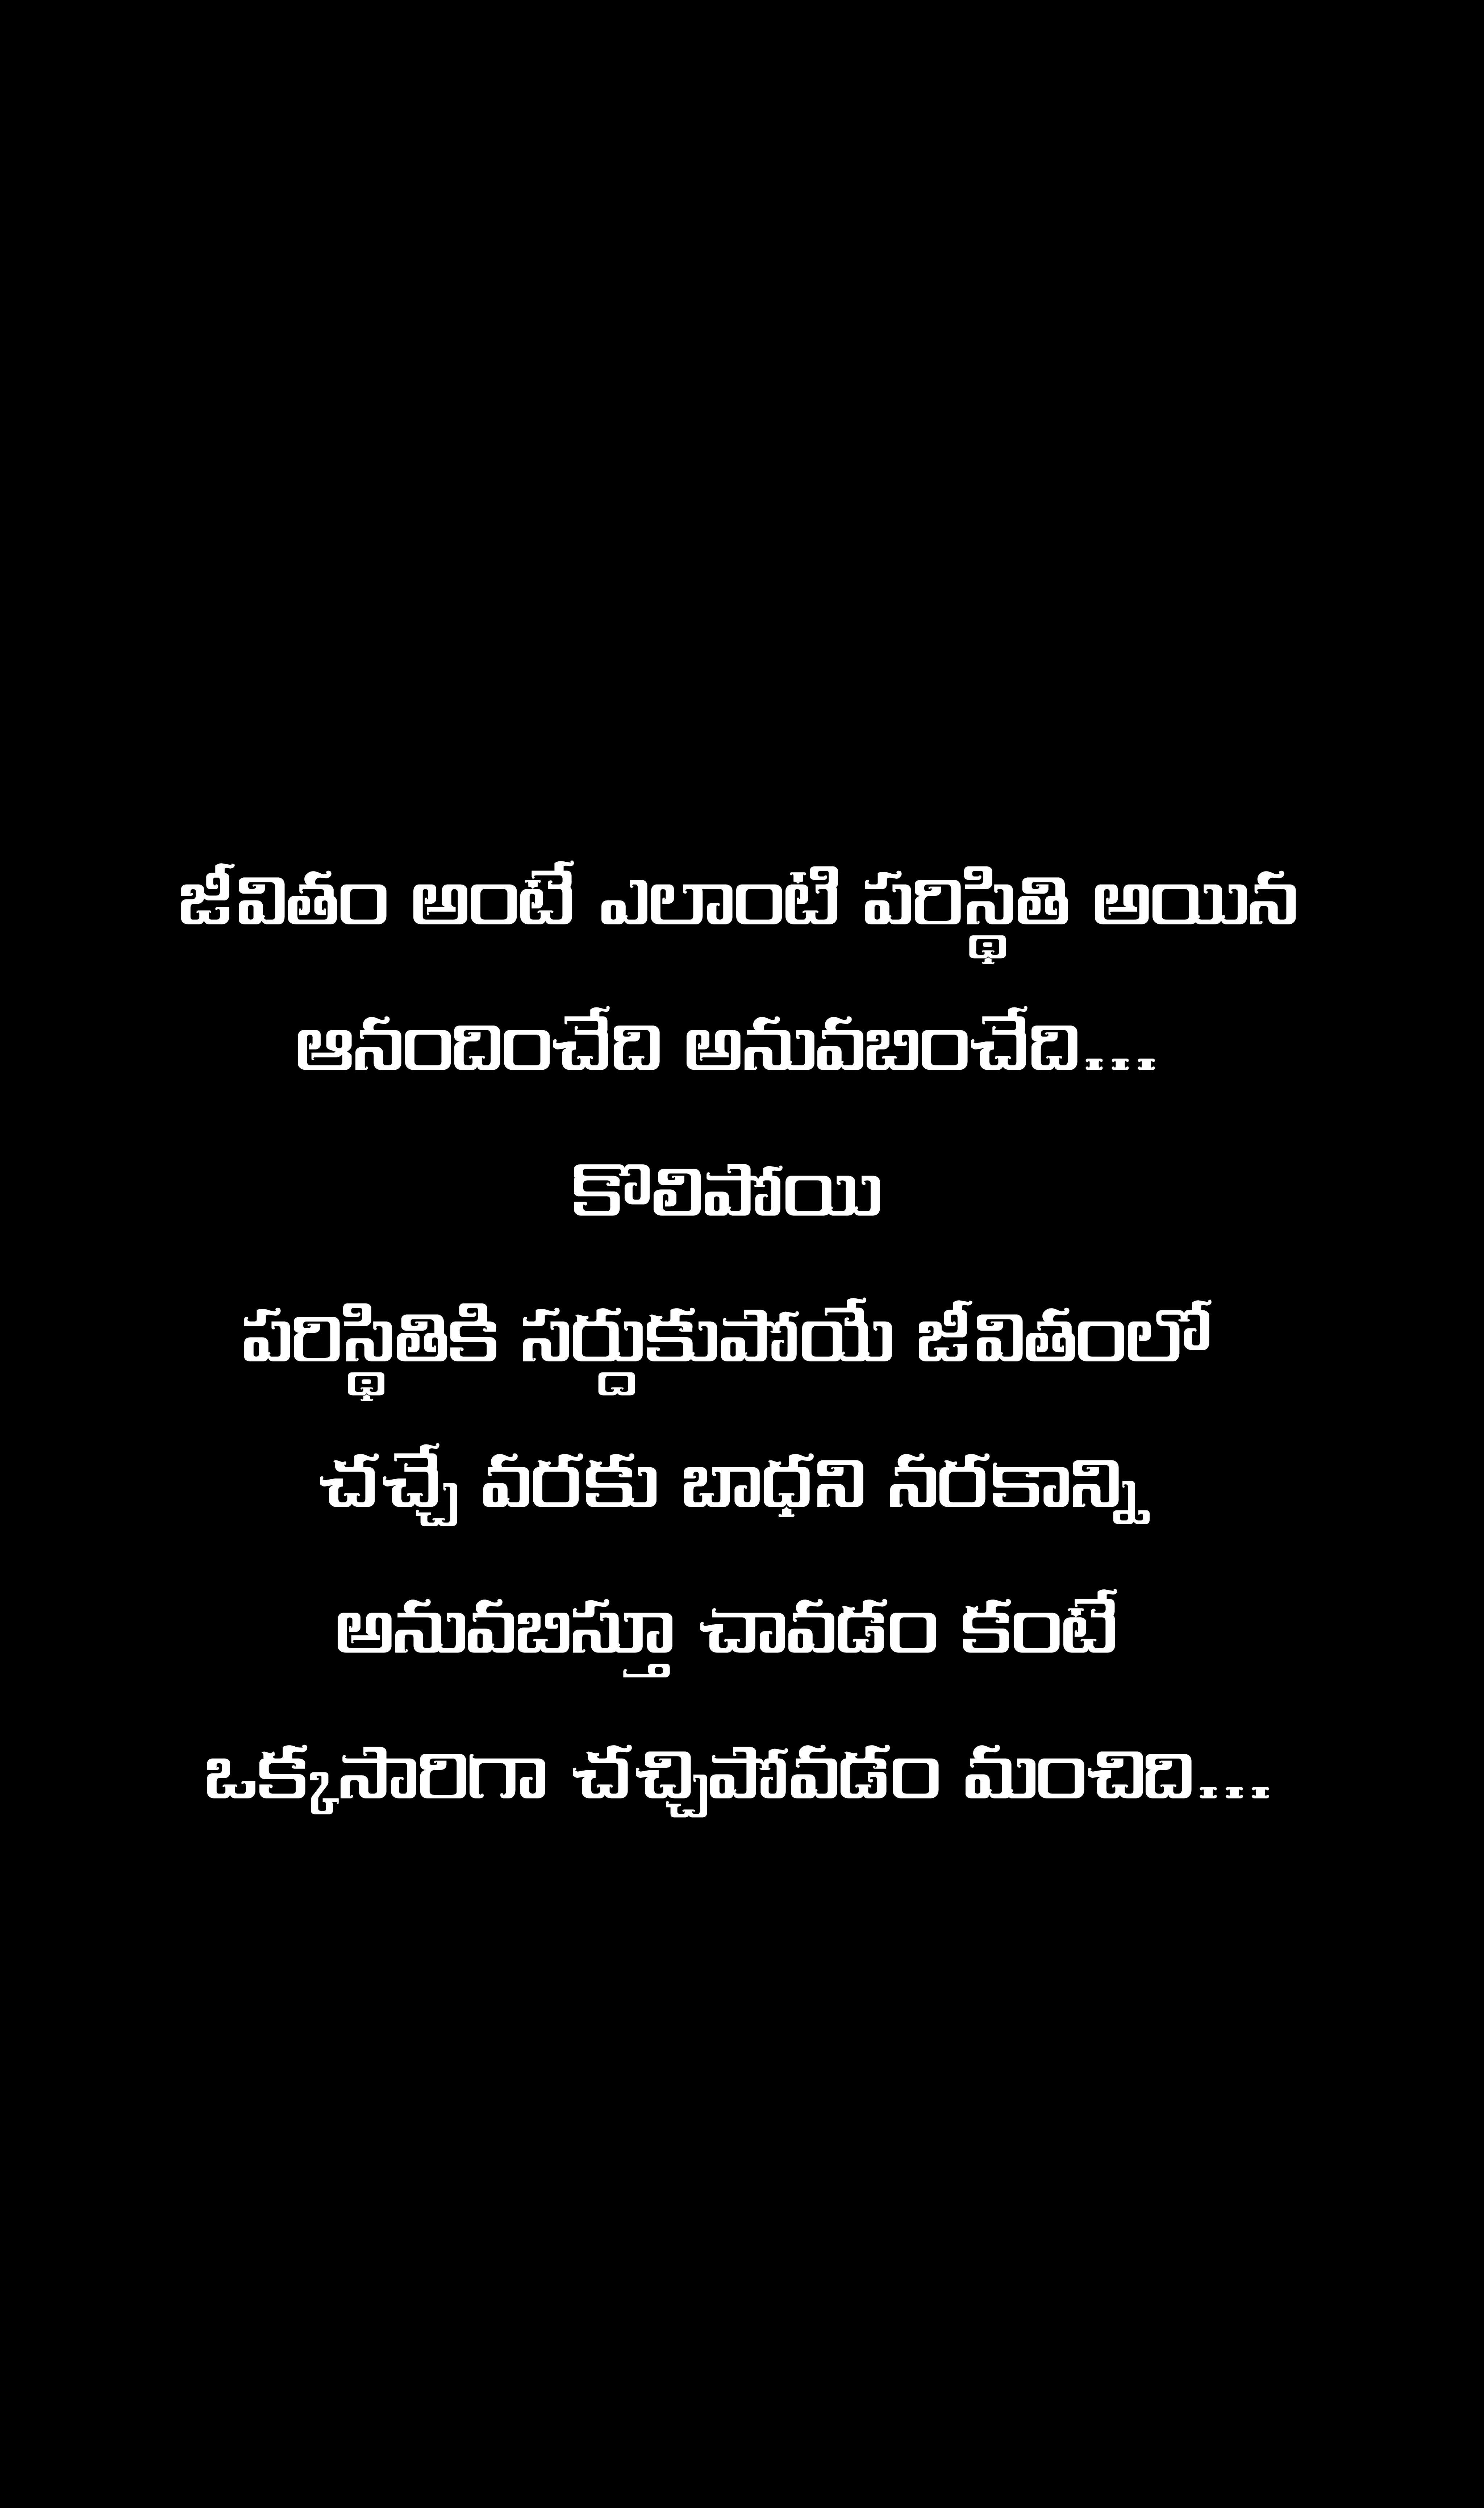 జీవితం అంటే ఎలాంటి పరిస్థితి అయిన
ఆనందించేది అనువబించేది...
కొలిపోయి
పరిస్థితికి సర్దుకుపోయే జీవితంలో
చచ్చే వరకు బాధని నరకాన్ని
అనువబిస్తూ చావడం కంటే
ఒక్కసారిగా చచ్చిపోవడం మంచిది...